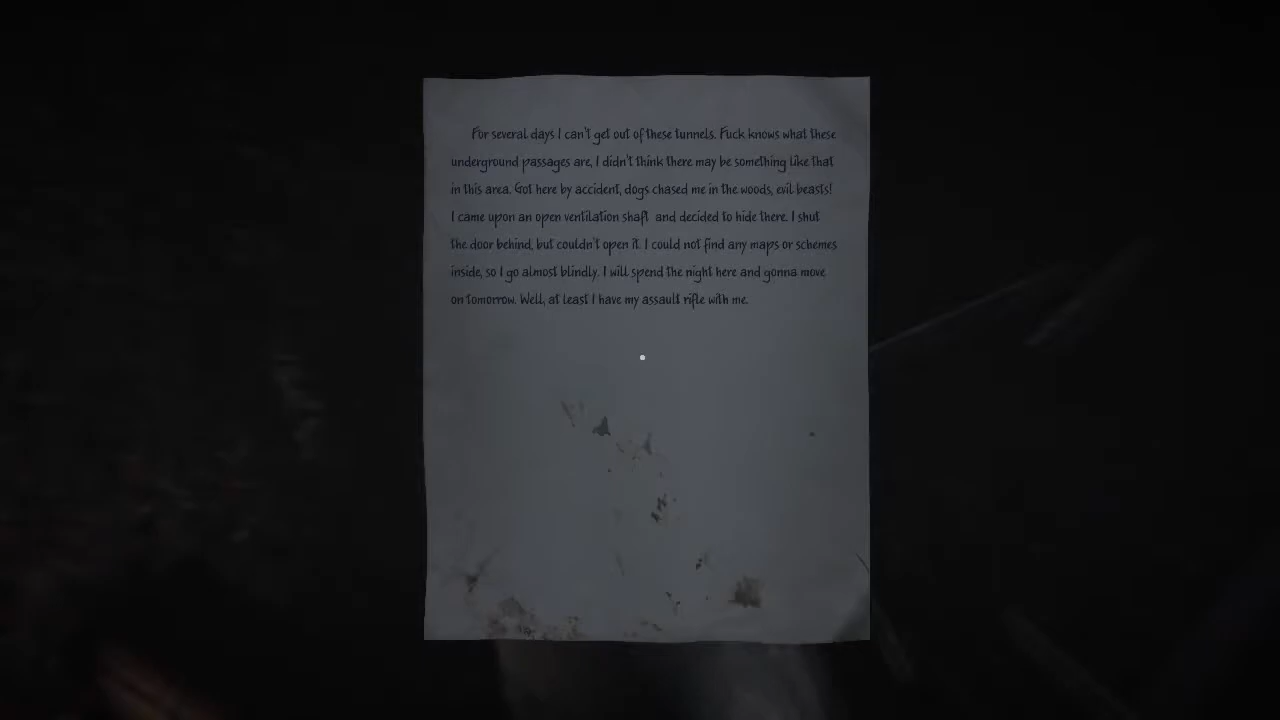 For several days I can't get out of these tunnels. Fuck knows what these
underground passages are, I didn't think there may be something like that
in this area. Got here by accident, dogs chased me in the woods, evil beasts!
I came upon an open ventilation shaft and decided to hide there. I shut
the door behind, but couldn't open it. I could not find any maps or schemes
inside, so I go almost blindly. I will spend the night here and gonna move
on tomorrow. Well, at least I have my assault rifle with me.